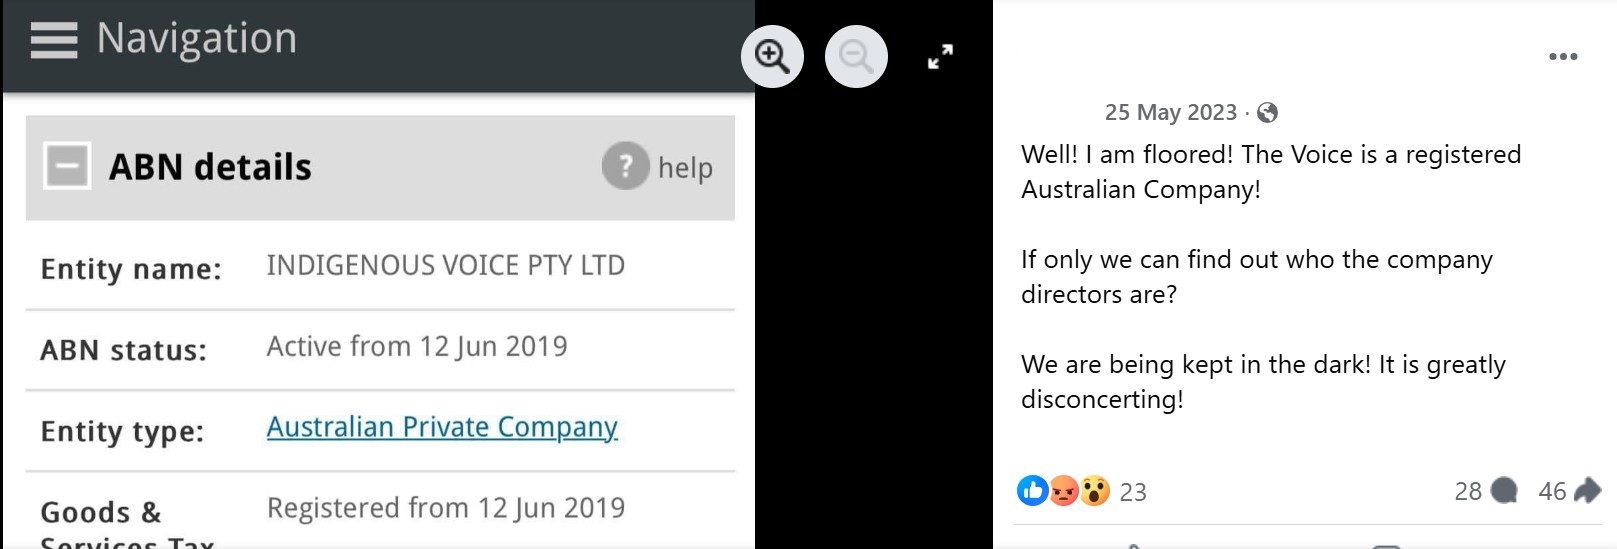 Navigation
ABN details
? help
Entity name: INDIGENOUS VOICE PTY LTD
ABN status: Active from 12 Jun 2019
Entity type: Australian Private Company
Goods & Registered from 12 Jun 2019
Services Tax
25 May 2023 ·
Well! I am floored! The Voice is a registered
Australian Company!
If only we can find out who the company
directors are?
We are being kept in the dark! It is greatly
disconcerting!
23
28 46